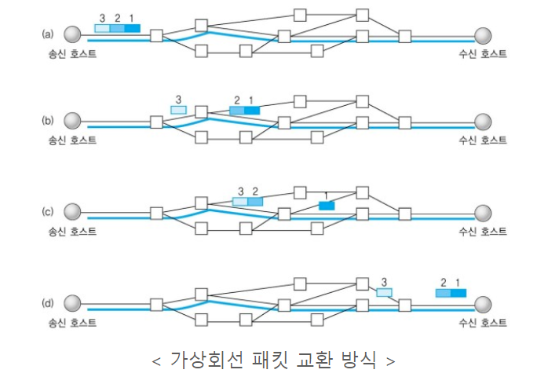 (a) 3 2 1
송신 호스트 수신 호스트
(b) 3 2 1
송신 호스트 수신 호스트
(c) 3 2 1
송신 호스트 수신 호스트
(d) 3 2 1
송신 호스트 수신 호스트
< 가상회선 패킷 교환 방식 >